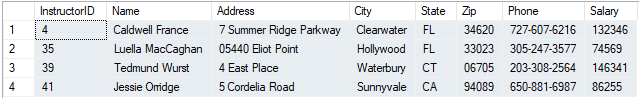 InstructorID Name Address City State Zip Phone Salary
1 4 Caldwell France 7 Summer Ridge Parkway Clearwater FL 34620 727-607-6216 132346
2 35 Luella MacCaghan 05440 Eliot Point Hollywood FL 33023 305-247-3577 74569
3 39 Tedmund Wurst 4 East Place Waterbury CT 06705 203-308-2564 146341
4 41 Jessie Orridge 5 Cordelia Road Sunnyvale CA 94089 650-881-6987 86255